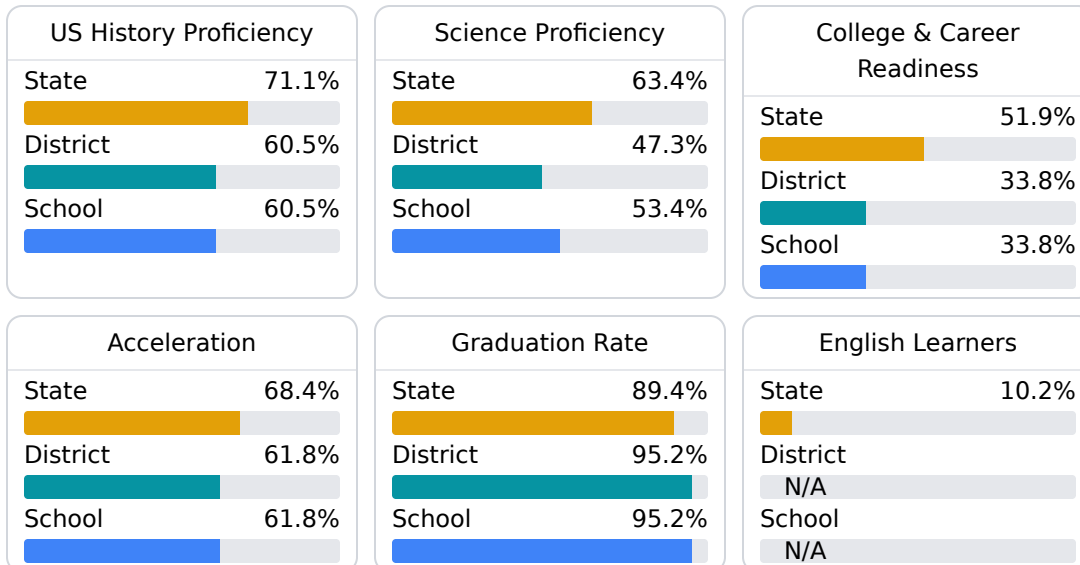 US History Proficiency
State 71.1%
District 60.5%
School 60.5%
Science Proficiency
State 63.4%
District 47.3%
School 53.4%
College & Career
Readiness
State 51.9%
District 33.8%
School 33.8%
Acceleration
State 68.4%
District 61.8%
School 61.8%
Graduation Rate
State 89.4%
District 95.2%
School 95.2%
English Learners
State 10.2%
District
N/A
School
N/A